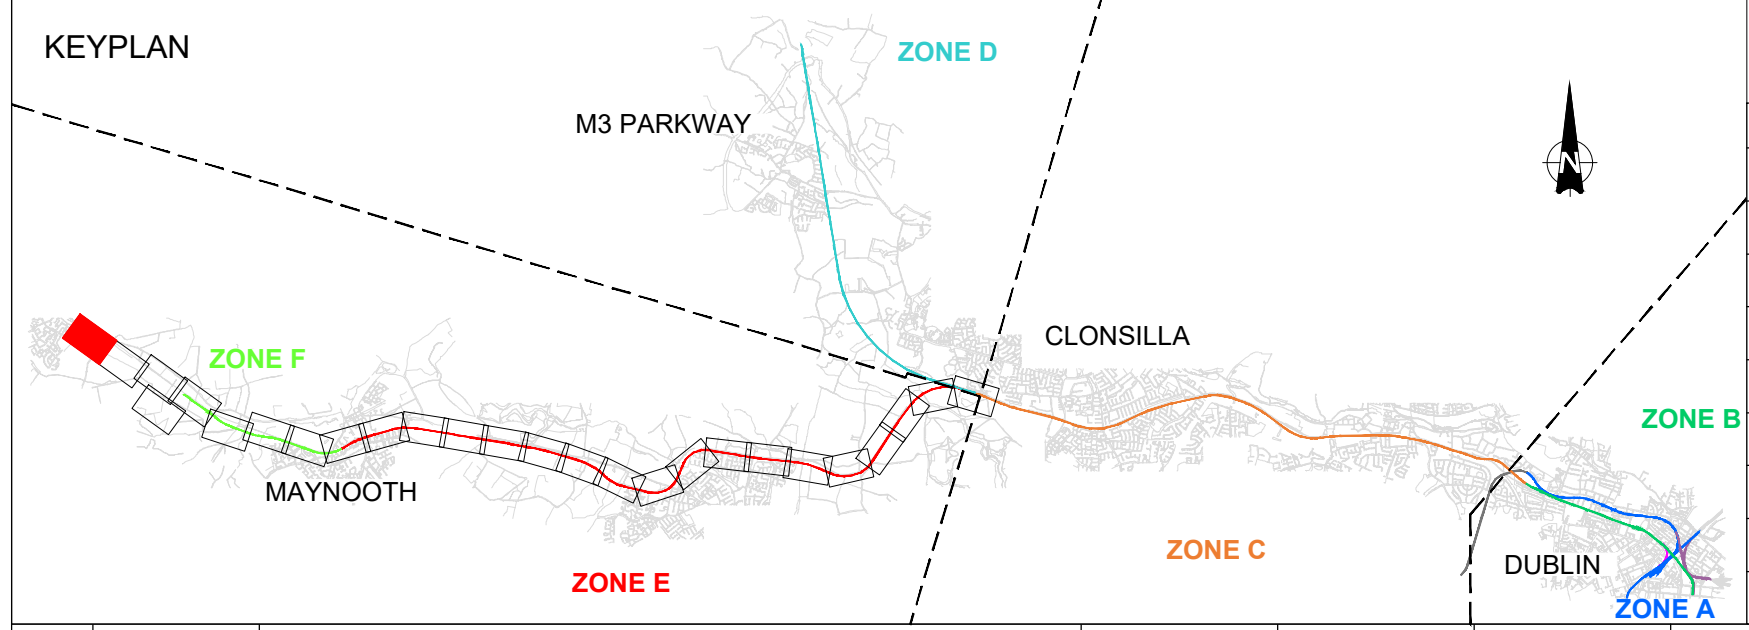 KEYPLAN
ZONE D
M3 PARKWAY
N
CLONSILLA
ZONE F
ZONE B
MAYNOOTH
ZONE C
DUBLIN
ZONE E
ZONE A